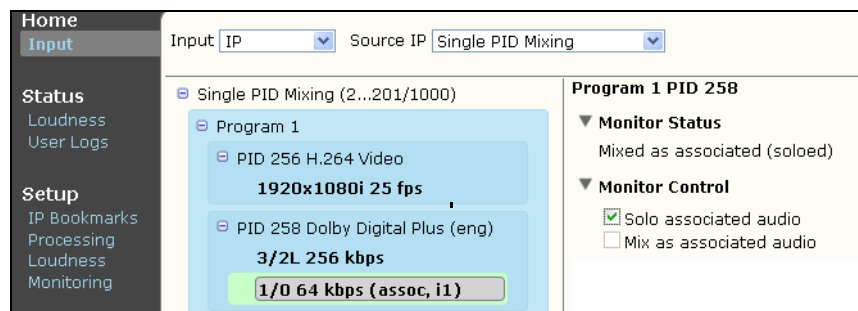 Home
Input
Status
Loudness
User Logs
Setup
IP Bookmarks
Processing
Loudness
Monitoring
Input IP Source IP Single PID Mixing
Single PID Mixing (2...201/1000)
Program 1
PID 256 H.264 Video
1920x1080i 25 fps
PID 258 Dolby Digital Plus (eng)
3/2L 256 kbps
1/0 64 kbps (assoc, i1)
Program 1 PID 258
Monitor Status
Mixed as associated (soloed)
Monitor Control
Solo associated audio
Mix as associated audio